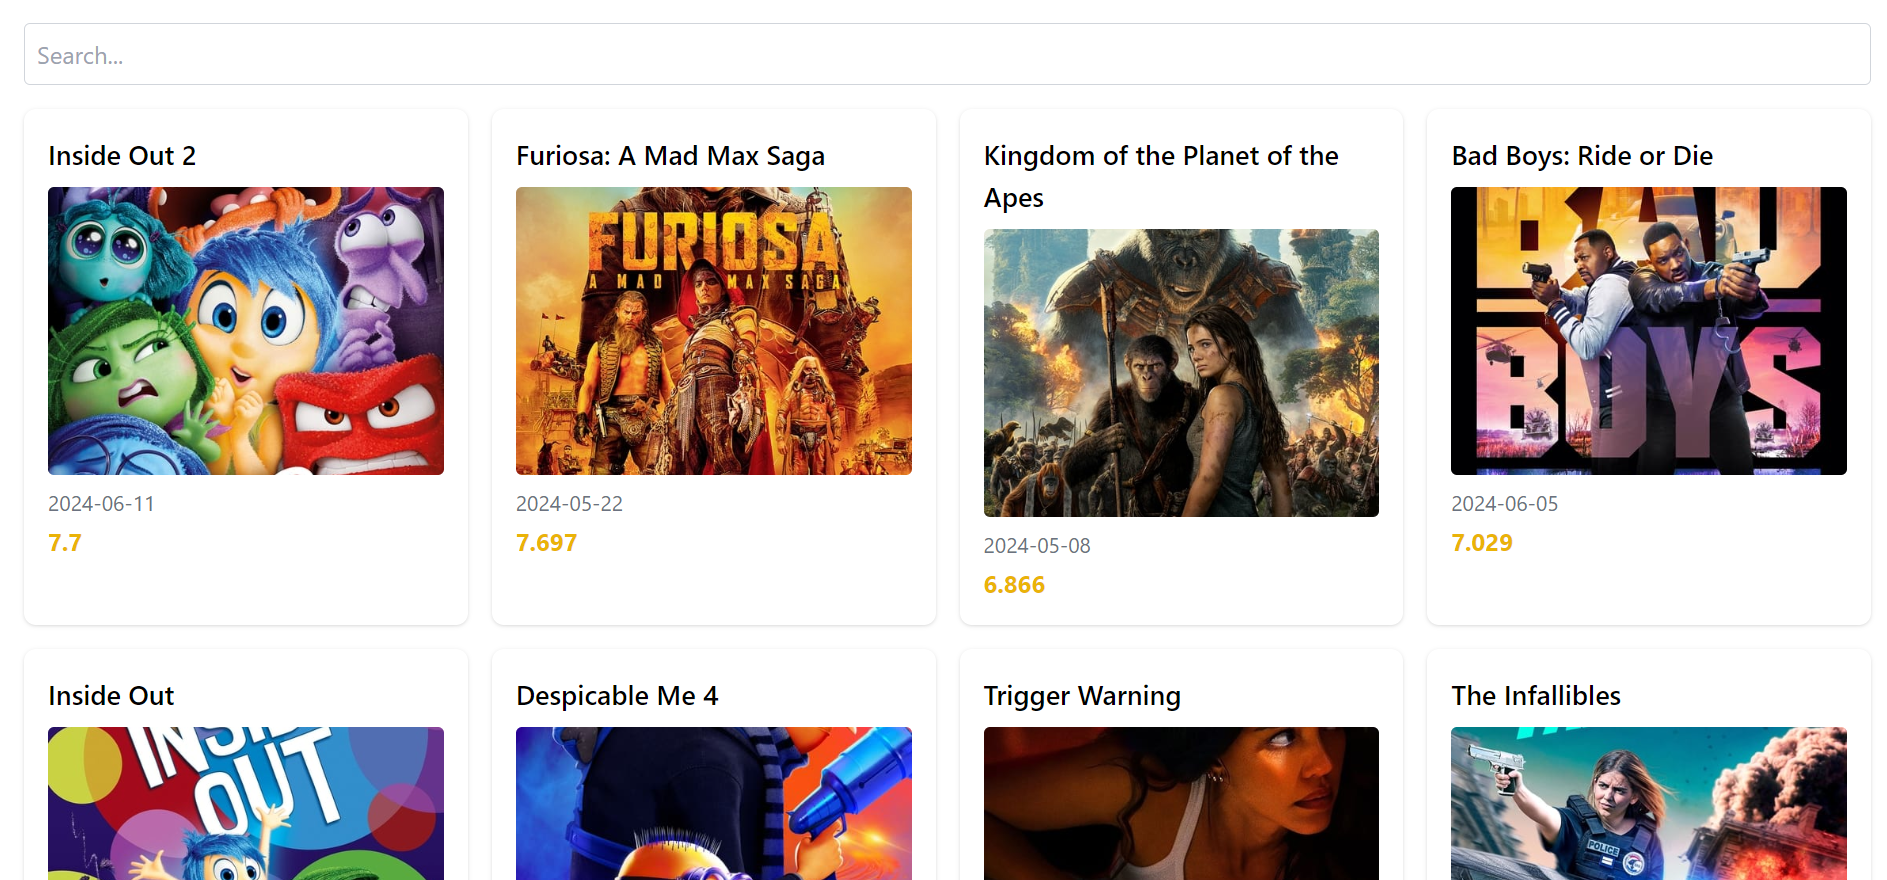 Search...
Inside Out 2
Furiosa: A Mad Max Saga
Kingdom of the Planet of the
Apes
Bad Boys: Ride or Die
FURIOSA
A MAD MAX SAGA
BAD
BOYS
2024-06-11
7.7
2024-05-22
7.697
2024-05-08
6.866
2024-06-05
7.029
Inside Out
Despicable Me 4
Trigger Warning
The Infallibles
INSIDE
OUT
POLICE